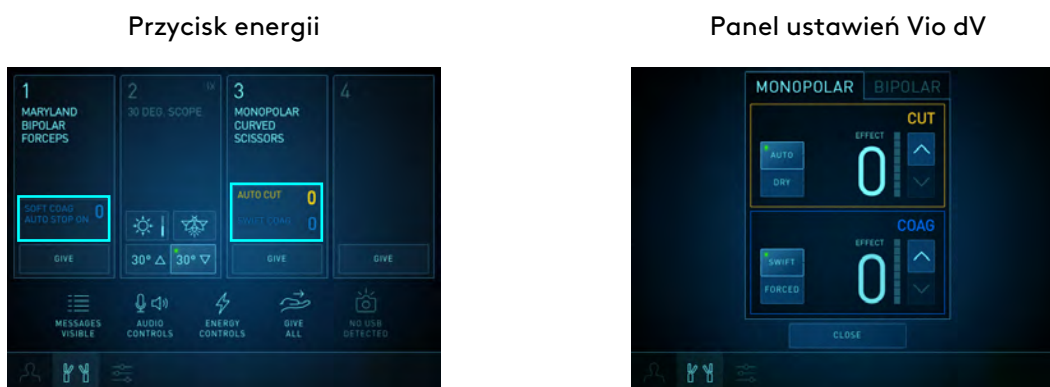 Przycisk energii
1
MARYLAND
BIPOLAR
FORCEPS
SOFT COAG
AUTO STOP ON
0
GIVE
2
30 DEG. SCOPE
30°
30°
3
MONOPOLAR
CURVED
SCISSORS
AUTO CUT 0
SWIFT COAG 0
GIVE
4
GIVE
MESSAGES
VISIBLE
AUDIO
CONTROLS
ENERGY
CONTROLS
GIVE
ALL
NO USB
DETECTED
Panel ustawień Vio dV
MONOPOLAR BIPOLAR
CUT
EFFECT
AUTO
DRY
0
COAG
EFFECT
SWIFT
FORCED
0
CLOSE